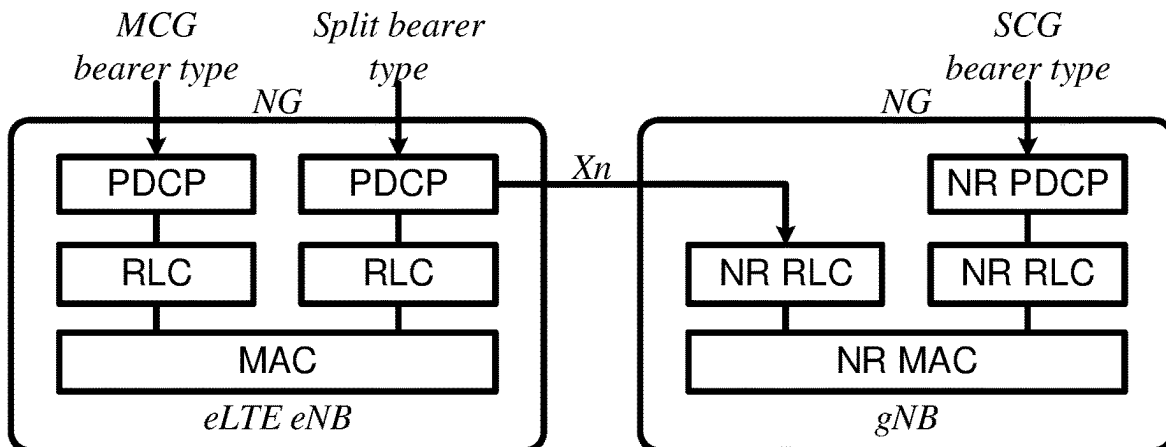 MCG
bearer type
Split bearer
type
SCG
bearer type
NG
NG
Xn
PDCP
PDCP
NR PDCP
RLC
RLC
NR RLC
NR RLC
MAC
NR MAC
eLTE eNB
gNB